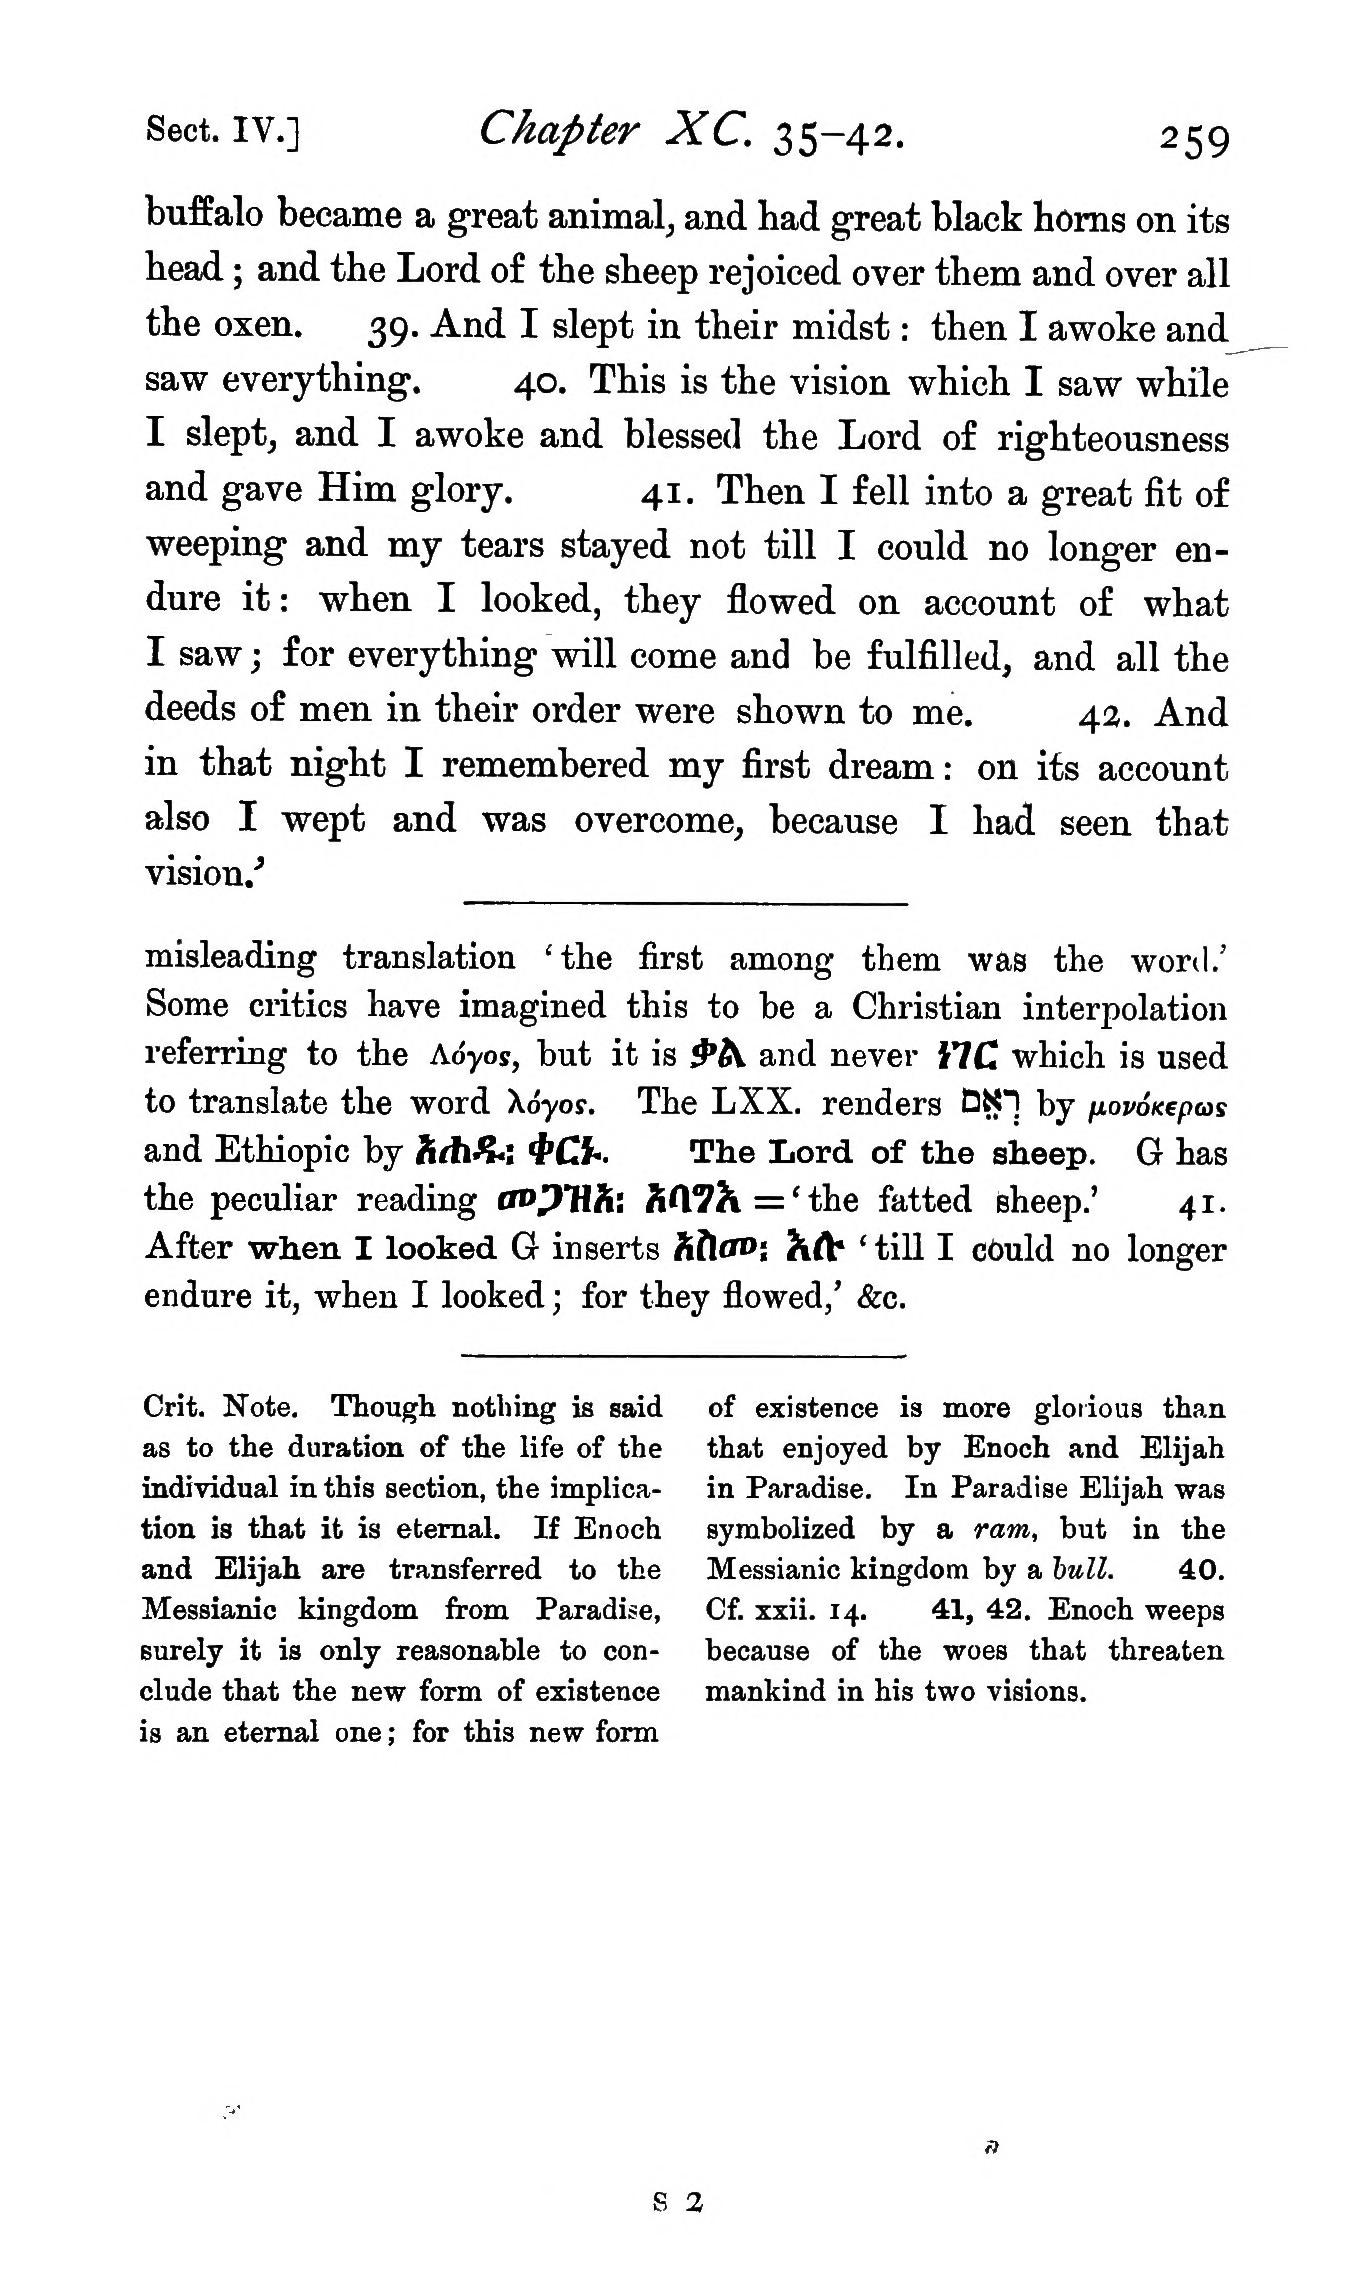 Sect. IV.] Chapter XC. 35–42. 259
buffalo became a great animal, and had great black horns on its
head ; and the Lord of the sheep rejoiced over them and over all
the oxen. 39. And I slept in their midst : then I awoke and
saw everything. 40. This is the vision which I saw while
I slept, and I awoke and blessed the Lord of righteousness
and gave Him glory. 41. Then I fell into a great fit of
weeping and my tears stayed not till I could no longer en-
dure it : when I looked, they flowed on account of what
I saw ; for everything will come and be fulfilled, and all the
deeds of men in their order were shown to me. 42. And
in that night I remembered my first dream : on its account
also I wept and was overcome, because I had seen that
vision.’
misleading translation ‘the first among them was the word.’
Some critics have imagined this to be a Christian interpolation
referring to the Λόγος, but it is ቃል and never ነገር which is used
to translate the word λόγος. The LXX. renders רְאֵם by μονόκερως
and Ethiopic by አሐዱ፡ ቀርኑ. The Lord of the sheep. G has
the peculiar reading መጋዝእ፡ አባግእ = ‘the fatted sheep.’ 41.
After when I looked G inserts እስመ፡ እሉ ‘till I could no longer
endure it, when I looked ; for they flowed,’ &c.
Crit. Note. Though nothing is said
as to the duration of the life of the
individual in this section, the implica-
tion is that it is eternal. If Enoch
and Elijah are transferred to the
Messianic kingdom from Paradise,
surely it is only reasonable to con-
clude that the new form of existence
is an eternal one ; for this new form
of existence is more glorious than
that enjoyed by Enoch and Elijah
in Paradise. In Paradise Elijah was
symbolized by a ram, but in the
Messianic kingdom by a bull. 40.
Cf. xxii. 14. 41, 42. Enoch weeps
because of the woes that threaten
mankind in his two visions.
S 2